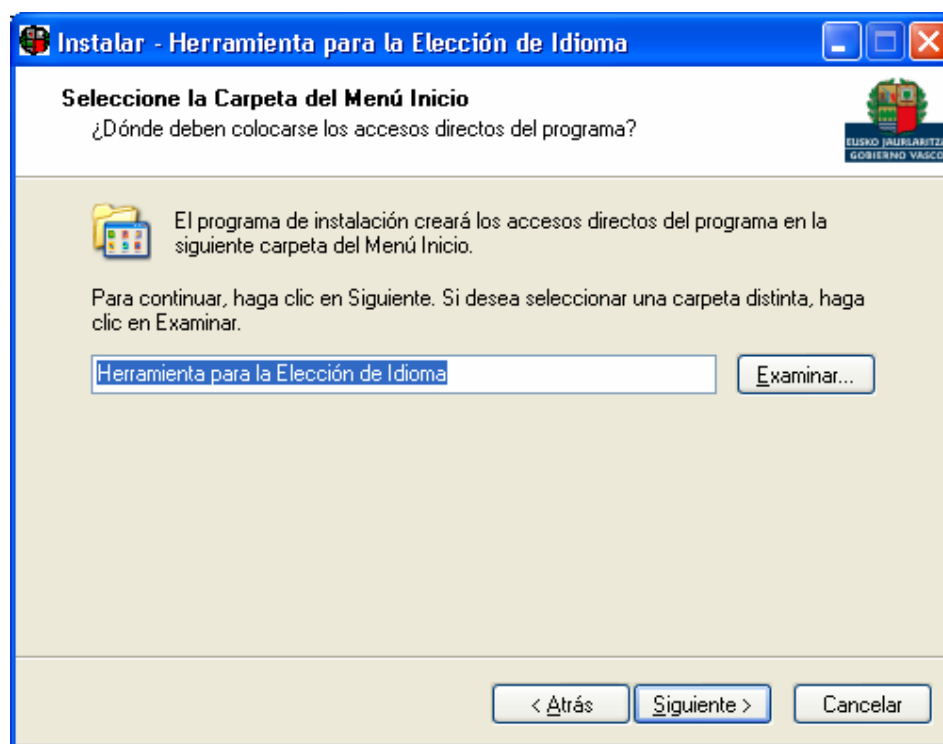 Instalar - Herramienta para la Elección de Idioma
Seleccione la Carpeta del Menú Inicio
¿Dónde deben colocarse los accesos directos del programa?
EUSKO JAURLARITZA
GOBIERNO VASCO
El programa de instalación creará los accesos directos del programa en la
siguiente carpeta del Menú Inicio.
Para continuar, haga clic en Siguiente. Si desea seleccionar una carpeta distinta, haga
clic en Examinar.
Herramienta para la Elección de Idioma
Examinar...
< Atrás
Siguiente >
Cancelar